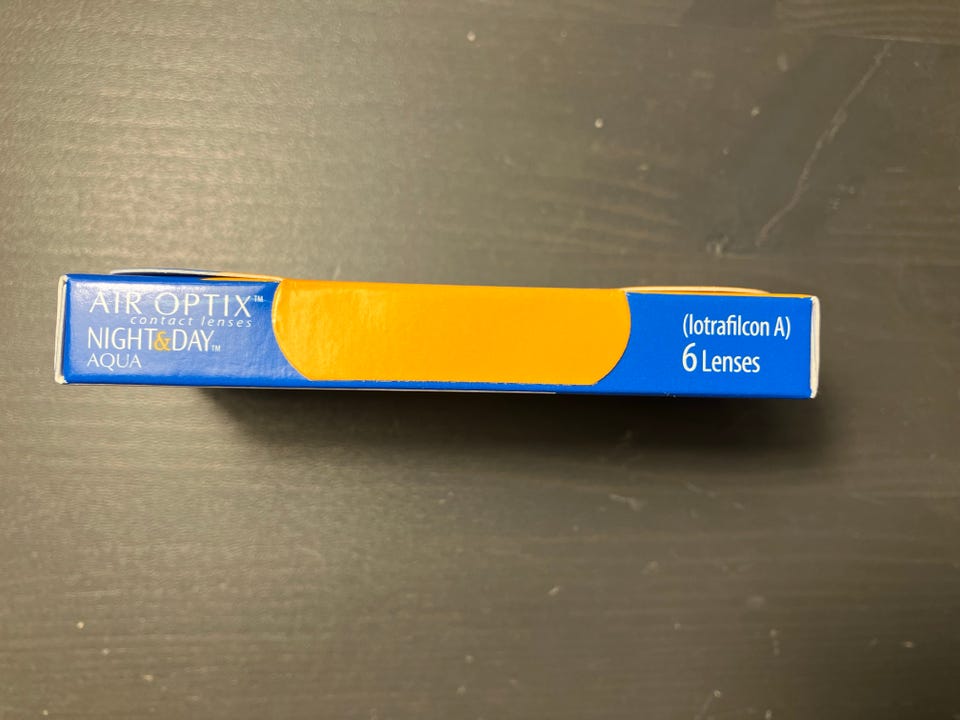 AIR OPTIX™
contact lenses
NIGHT&DAY™
AQUA
(lotrafilcon A)
6 Lenses